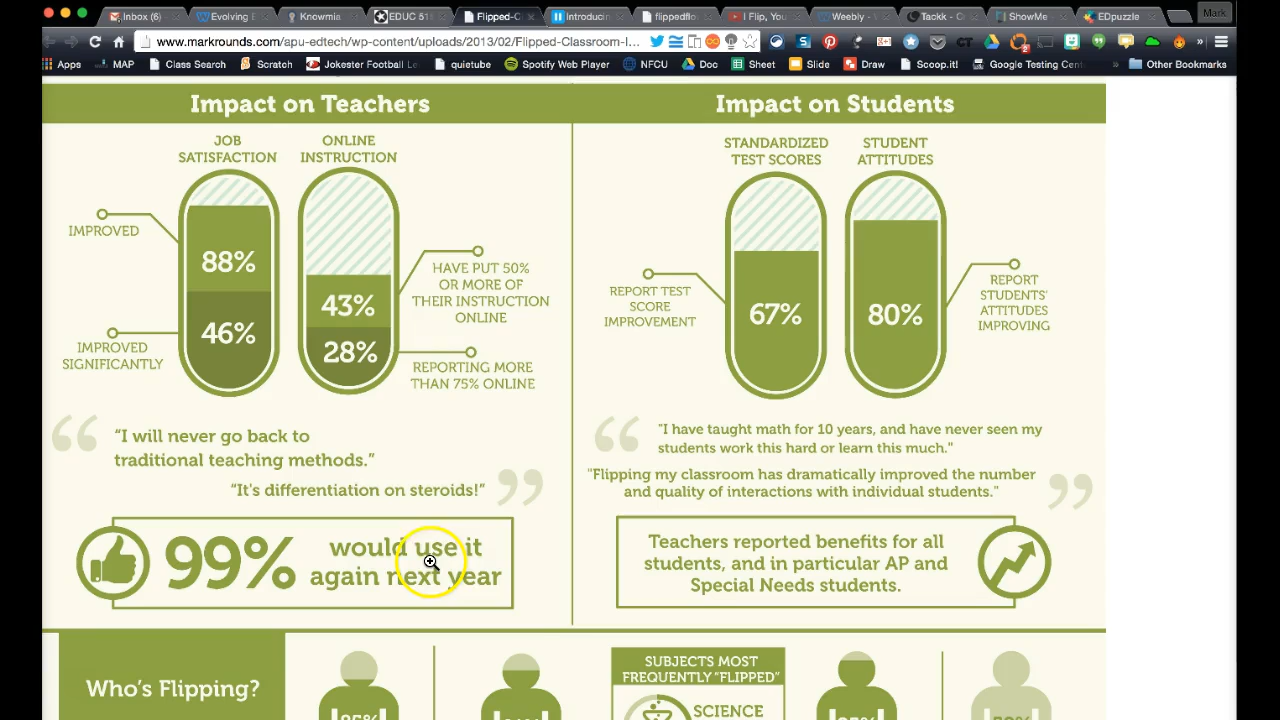 Inbox (6)
Evolving E
Knowmia
EDUC 518
Flipped-C
Introducin
flippedflo
I Flip, You
Weebly -
Tackk - C
ShowMe
EDpuzzle
Mark
www.markrounds.com/apu-edtech/wp-content/uploads/2013/02/Flipped-Classroom-I...
Apps
MAP
Class Search
Scratch
Jokester Football Le
quietube
Spotify Web Player
NFCU
Doc
Sheet
Slide
Draw
Scoop.it!
Google Testing Cent
Other Bookmarks
Impact on Teachers
JOB
SATISFACTION
ONLINE
INSTRUCTION
IMPROVED
88%
46%
IMPROVED
SIGNIFICANTLY
43%
28%
HAVE PUT 50%
OR MORE OF
THEIR INSTRUCTION
ONLINE
REPORTING MORE
THAN 75% ONLINE
“I will never go back to
traditional teaching methods.”
“It's differentiation on steroids!”
99%
would use it
again next year
Impact on Students
STANDARDIZED
TEST SCORES
STUDENT
ATTITUDES
REPORT TEST
SCORE
IMPROVEMENT
67%
80%
REPORT
STUDENTS’
ATTITUDES
IMPROVING
"I have taught math for 10 years, and have never seen my
students work this hard or learn this much."
"Flipping my classroom has dramatically improved the number
and quality of interactions with individual students."
Teachers reported benefits for all
students, and in particular AP and
Special Needs students.
Who’s Flipping?
SUBJECTS MOST
FREQUENTLY “FLIPPED”
SCIENCE